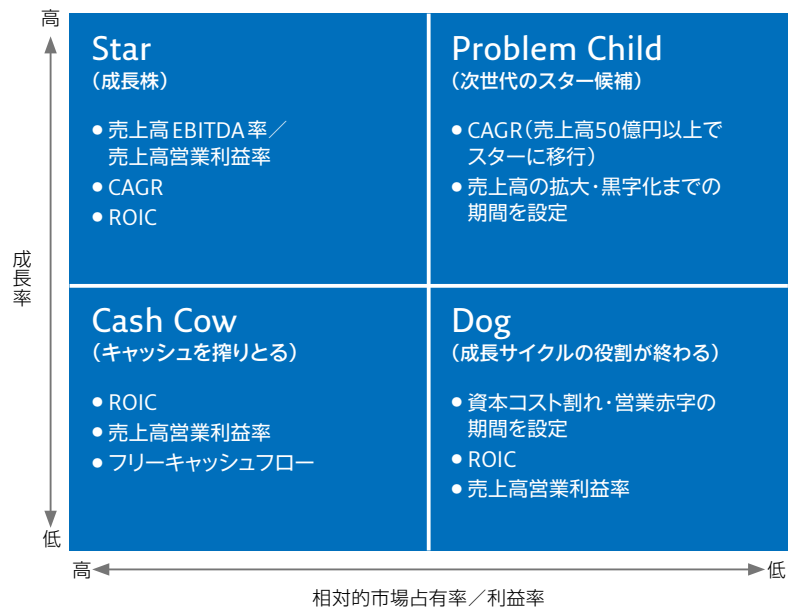 高
Star
(成長株)
● 売上高EBITDA率／
売上高営業利益率
● CAGR
● ROIC
Problem Child
(次世代のスター候補)
● CAGR(売上高50億円以上で
スターに移行)
● 売上高の拡大・黒字化までの
期間を設定
成長率
Cash Cow
(キャッシュを搾りとる)
● ROIC
● 売上高営業利益率
● フリーキャッシュフロー
Dog
(成長サイクルの役割が終わる)
● 資本コスト割れ・営業赤字の
期間を設定
● ROIC
● 売上高営業利益率
低
高
低
相対的市場占有率／利益率